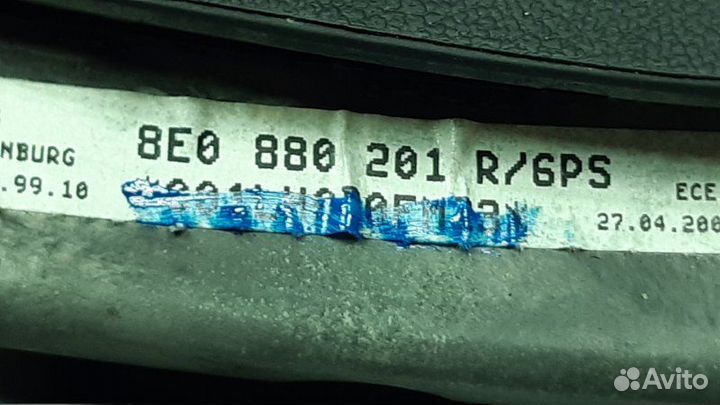 8E0 880 201 R/6PS
NBURG
ECE
.99.10
27.04.200
Avito